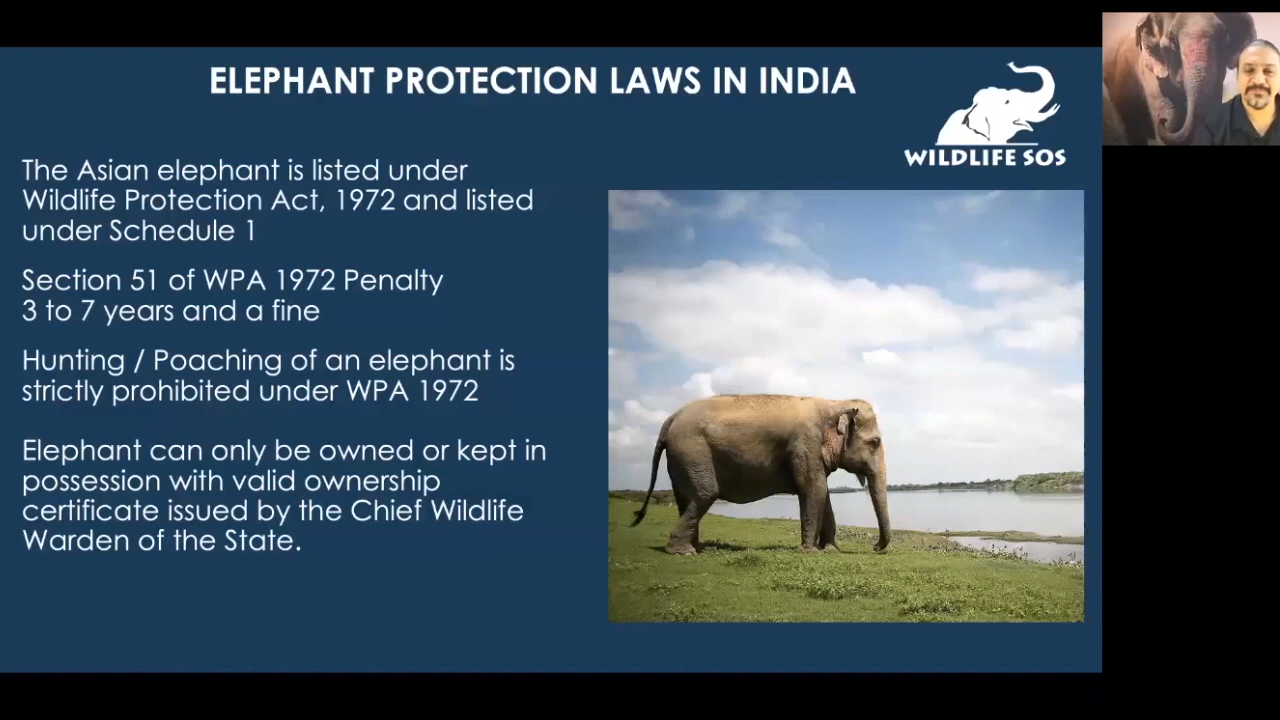 ELEPHANT PROTECTION LAWS IN INDIA
WILDLIFE SOS
The Asian elephant is listed under
Wildlife Protection Act, 1972 and listed
under Schedule 1
Section 51 of WPA 1972 Penalty
3 to 7 years and a fine
Hunting / Poaching of an elephant is
strictly prohibited under WPA 1972
Elephant can only be owned or kept in
possession with valid ownership
certificate issued by the Chief Wildlife
Warden of the State.